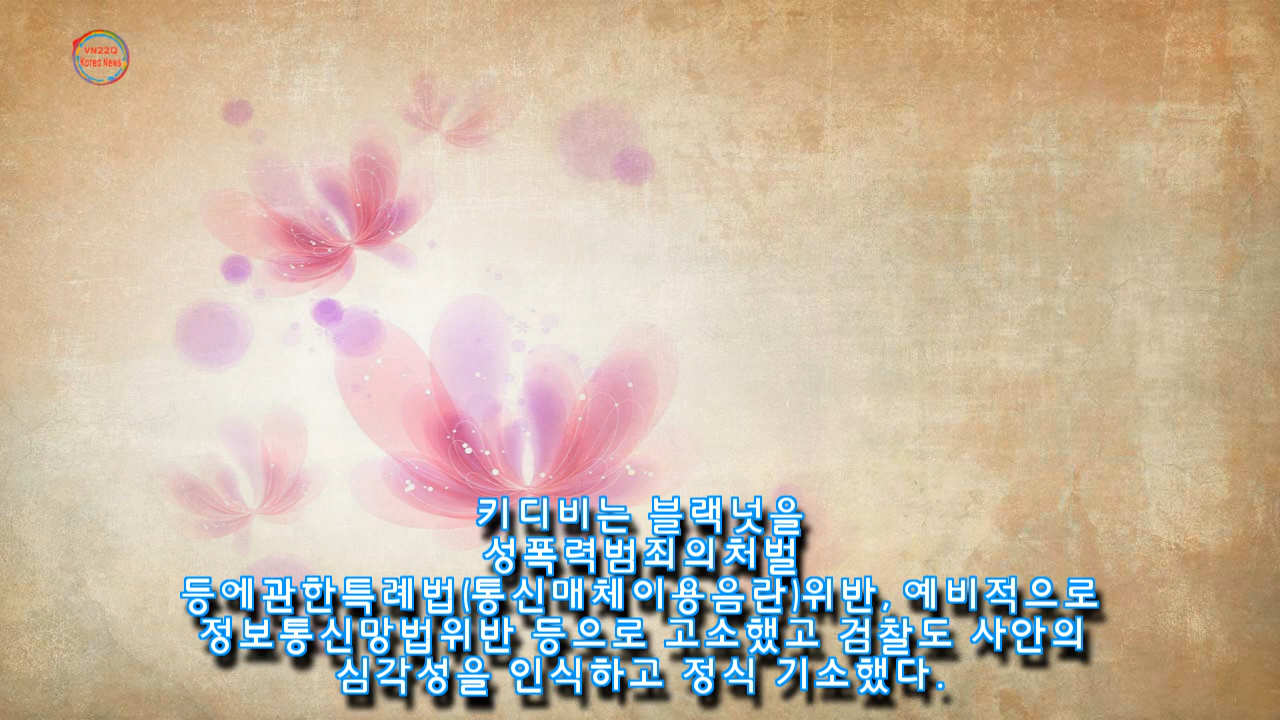 VN22Q
Korea News
키디비는 블랙넛을
성폭력범죄의처벌
등에관한특례법(통신매체이용음란)위반, 예비적으로
정보통신망법위반 등으로 고소했고 검찰도 사안의
심각성을 인식하고 정식 기소했다.